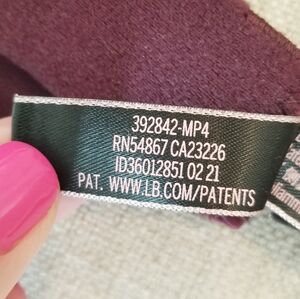 392842-MP4
RN54867 CA23226
ID36012851 02 21
PAT. WWW.LB.COM/PATENTS